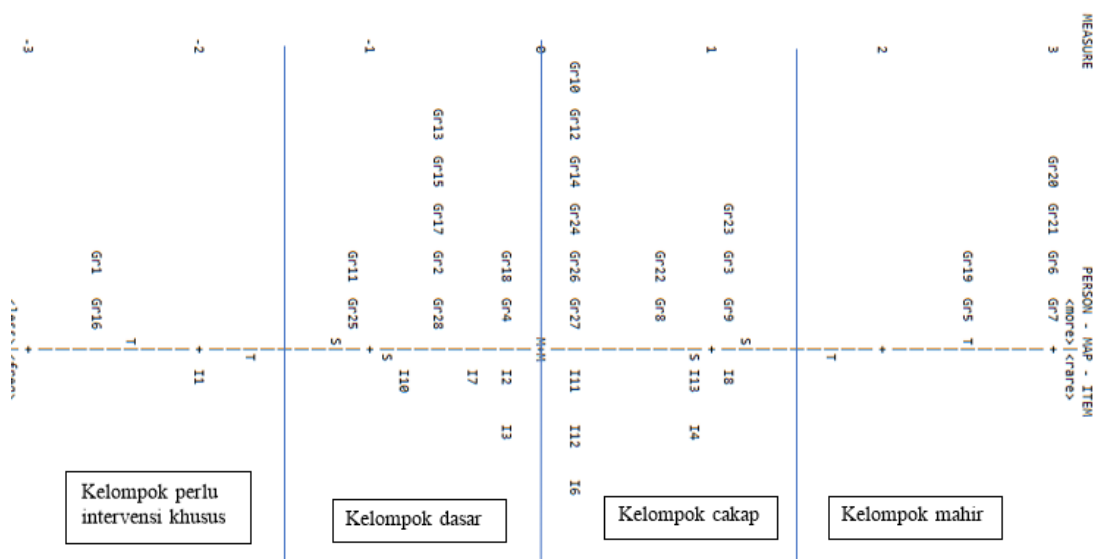 MEASURE PERSON - MAP - ITEM
<more>|<rare>
3 Gr20 Gr21 Gr6 Gr7 +
Gr19 Gr5 T|
2 +
|T
S|
Gr23 Gr3 Gr9 | I8
1 +
|S I13 I4
Gr22 Gr8 |
Gr10 Gr12 Gr14 Gr24 Gr26 Gr27 | I11 I12 I6
0 M+M
Gr18 Gr4 | I2 I3
| I7
Gr13 Gr15 Gr17 Gr2 Gr28 |
| I10
|S
-1 +
Gr11 Gr25 |
S|
|T
-2 + I1
T|
Gr1 Gr16 |
-3 +
Kelompok perlu
intervensi khusus
Kelompok dasar
Kelompok cakap
Kelompok mahir